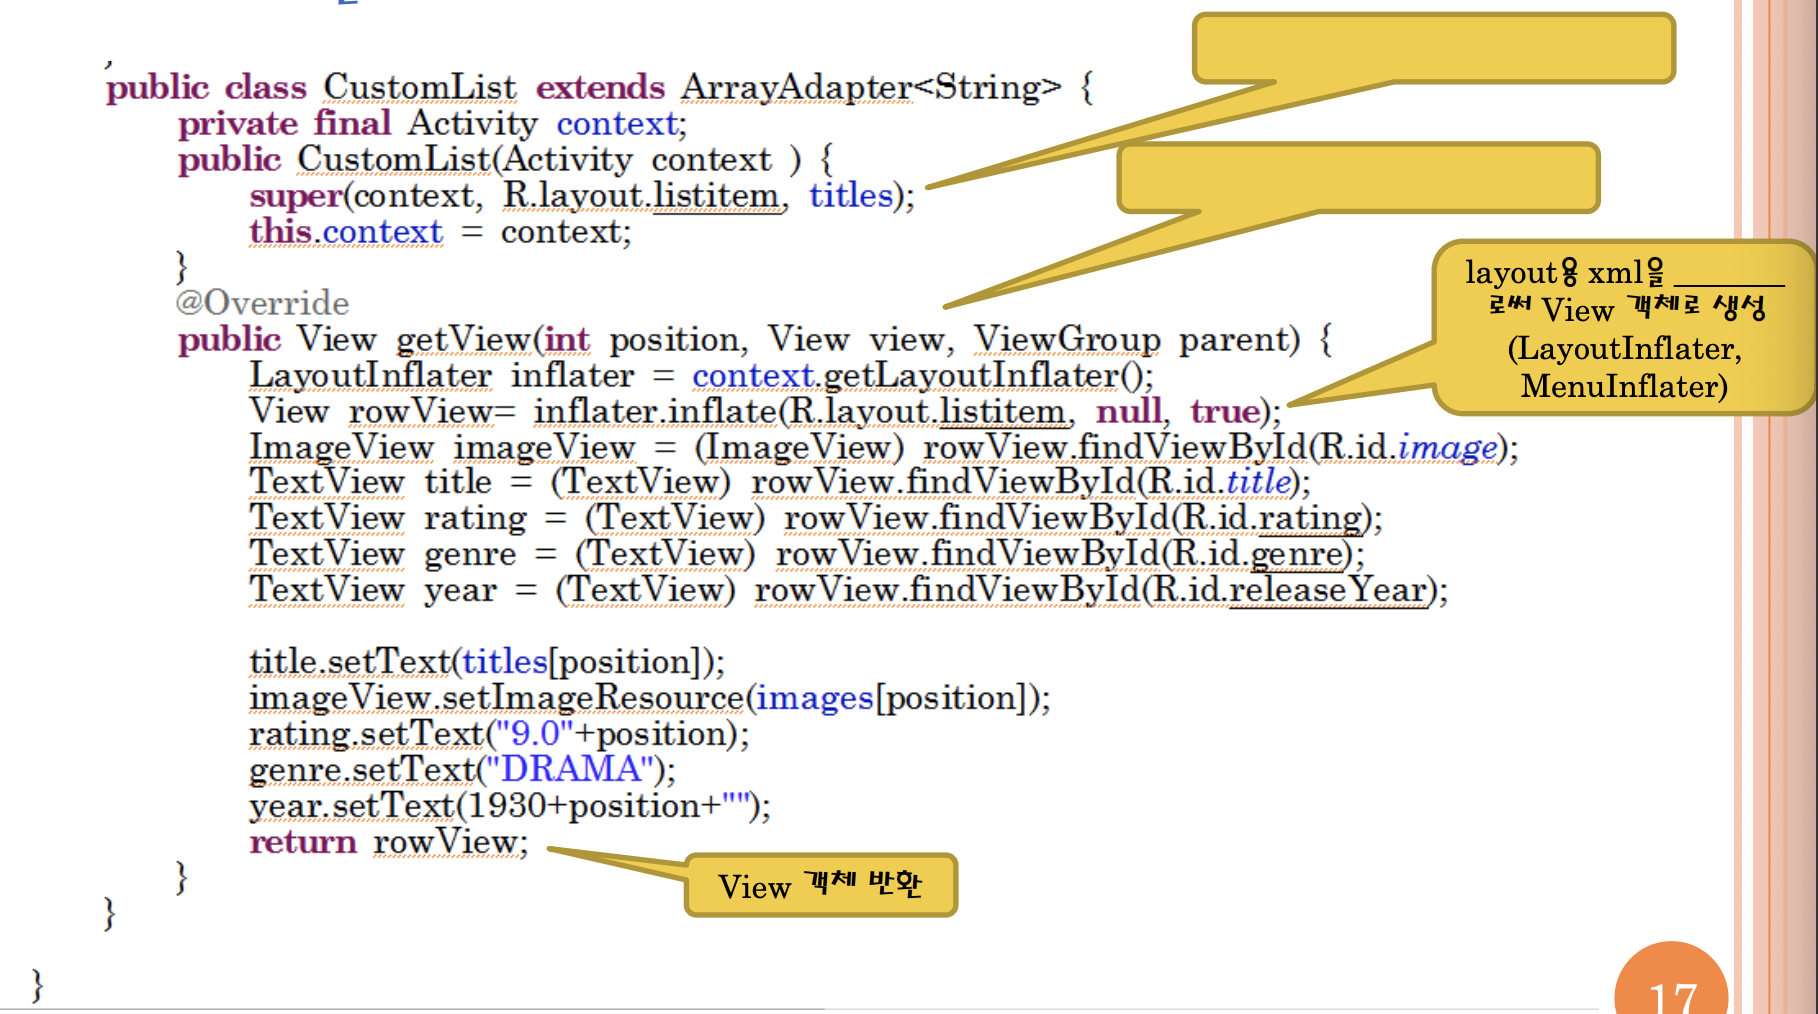 public class CustomList extends ArrayAdapter<String> {
private final Activity context;
public CustomList(Activity context ) {
super(context, R.layout.listitem, titles);
this.context = context;
}
@Override
public View getView(int position, View view, ViewGroup parent) {
LayoutInflater inflater = context.getLayoutInflater();
View rowView= inflater.inflate(R.layout.listitem, null, true);
ImageView imageView = (ImageView) rowView.findViewById(R.id.image);
TextView title = (TextView) rowView.findViewById(R.id.title);
TextView rating = (TextView) rowView.findViewById(R.id.rating);
TextView genre = (TextView) rowView.findViewById(R.id.genre);
TextView year = (TextView) rowView.findViewById(R.id.releaseYear);
title.setText(titles[position]);
imageView.setImageResource(images[position]);
rating.setText("9.0"+position);
genre.setText("DRAMA");
year.setText(1930+position+"");
return rowView;
}
}
}
layout용 xml을 ________
로써 View 객체로 생성
(LayoutInflater,
MenuInflater)
View 객체 반환
17